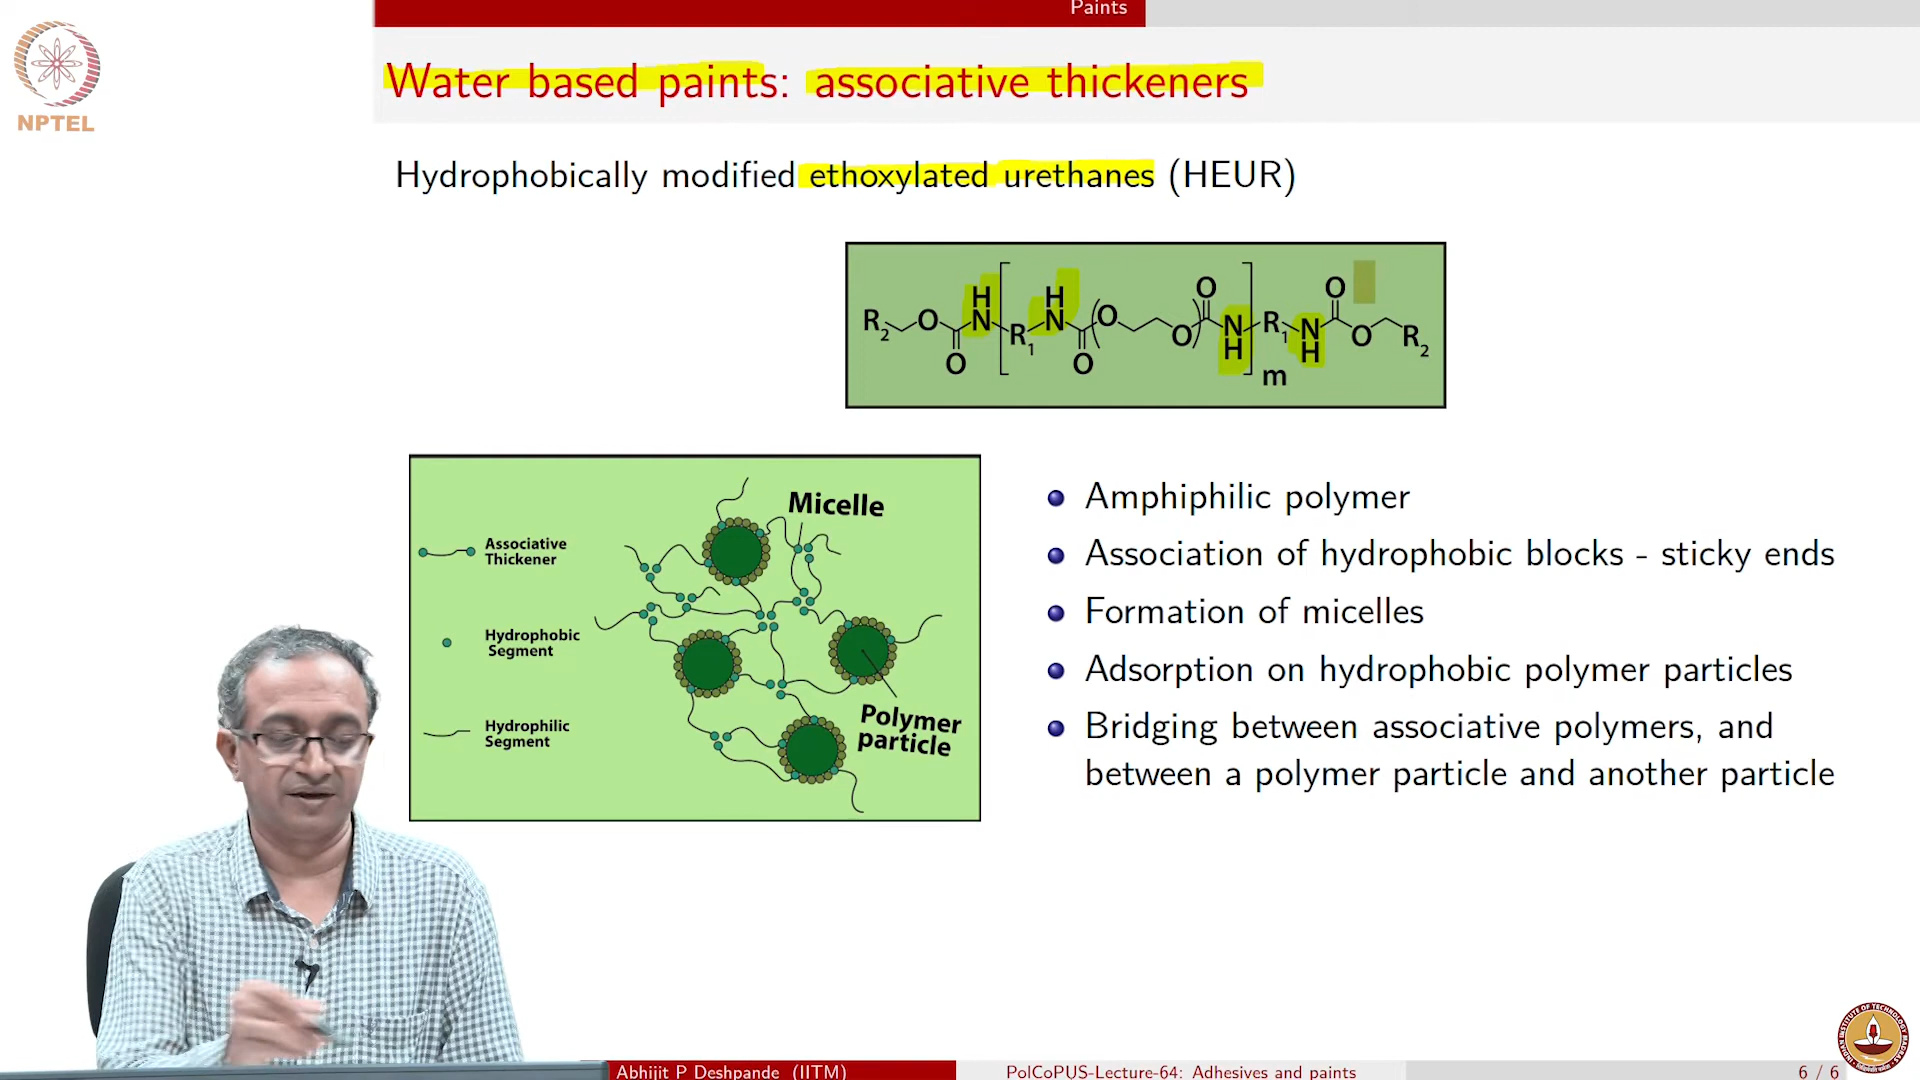 Paints
NPTEL
Water based paints: associative thickeners
Hydrophobically modified ethoxylated urethanes (HEUR)
R2 O N H O R1 N H O O O O N H R1 N H O O R2
m
Micelle
Associative
Thickener
Hydrophobic
Segment
Hydrophilic
Segment
Polymer
particle
Amphiphilic polymer
Association of hydrophobic blocks - sticky ends
Formation of micelles
Adsorption on hydrophobic polymer particles
Bridging between associative polymers, and
between a polymer particle and another particle
Abhijit P Deshpande (IITM) PolCoPUS-Lecture-64: Adhesives and paints 6 / 6